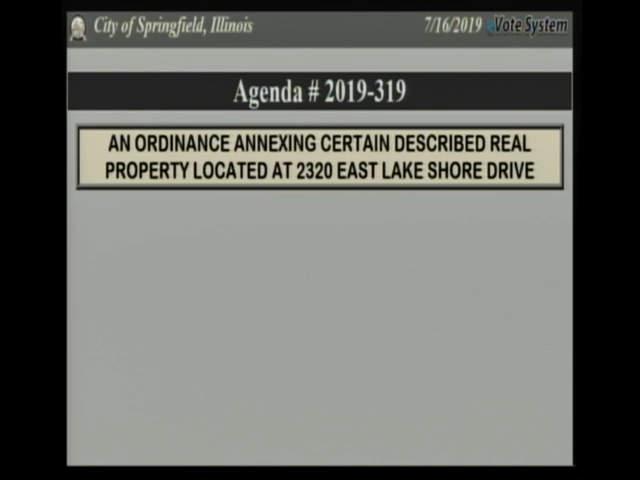 City of Springfield, Illinois 7/16/2019 eVote System
Agenda # 2019-319
AN ORDINANCE ANNEXING CERTAIN DESCRIBED REAL
PROPERTY LOCATED AT 2320 EAST LAKE SHORE DRIVE